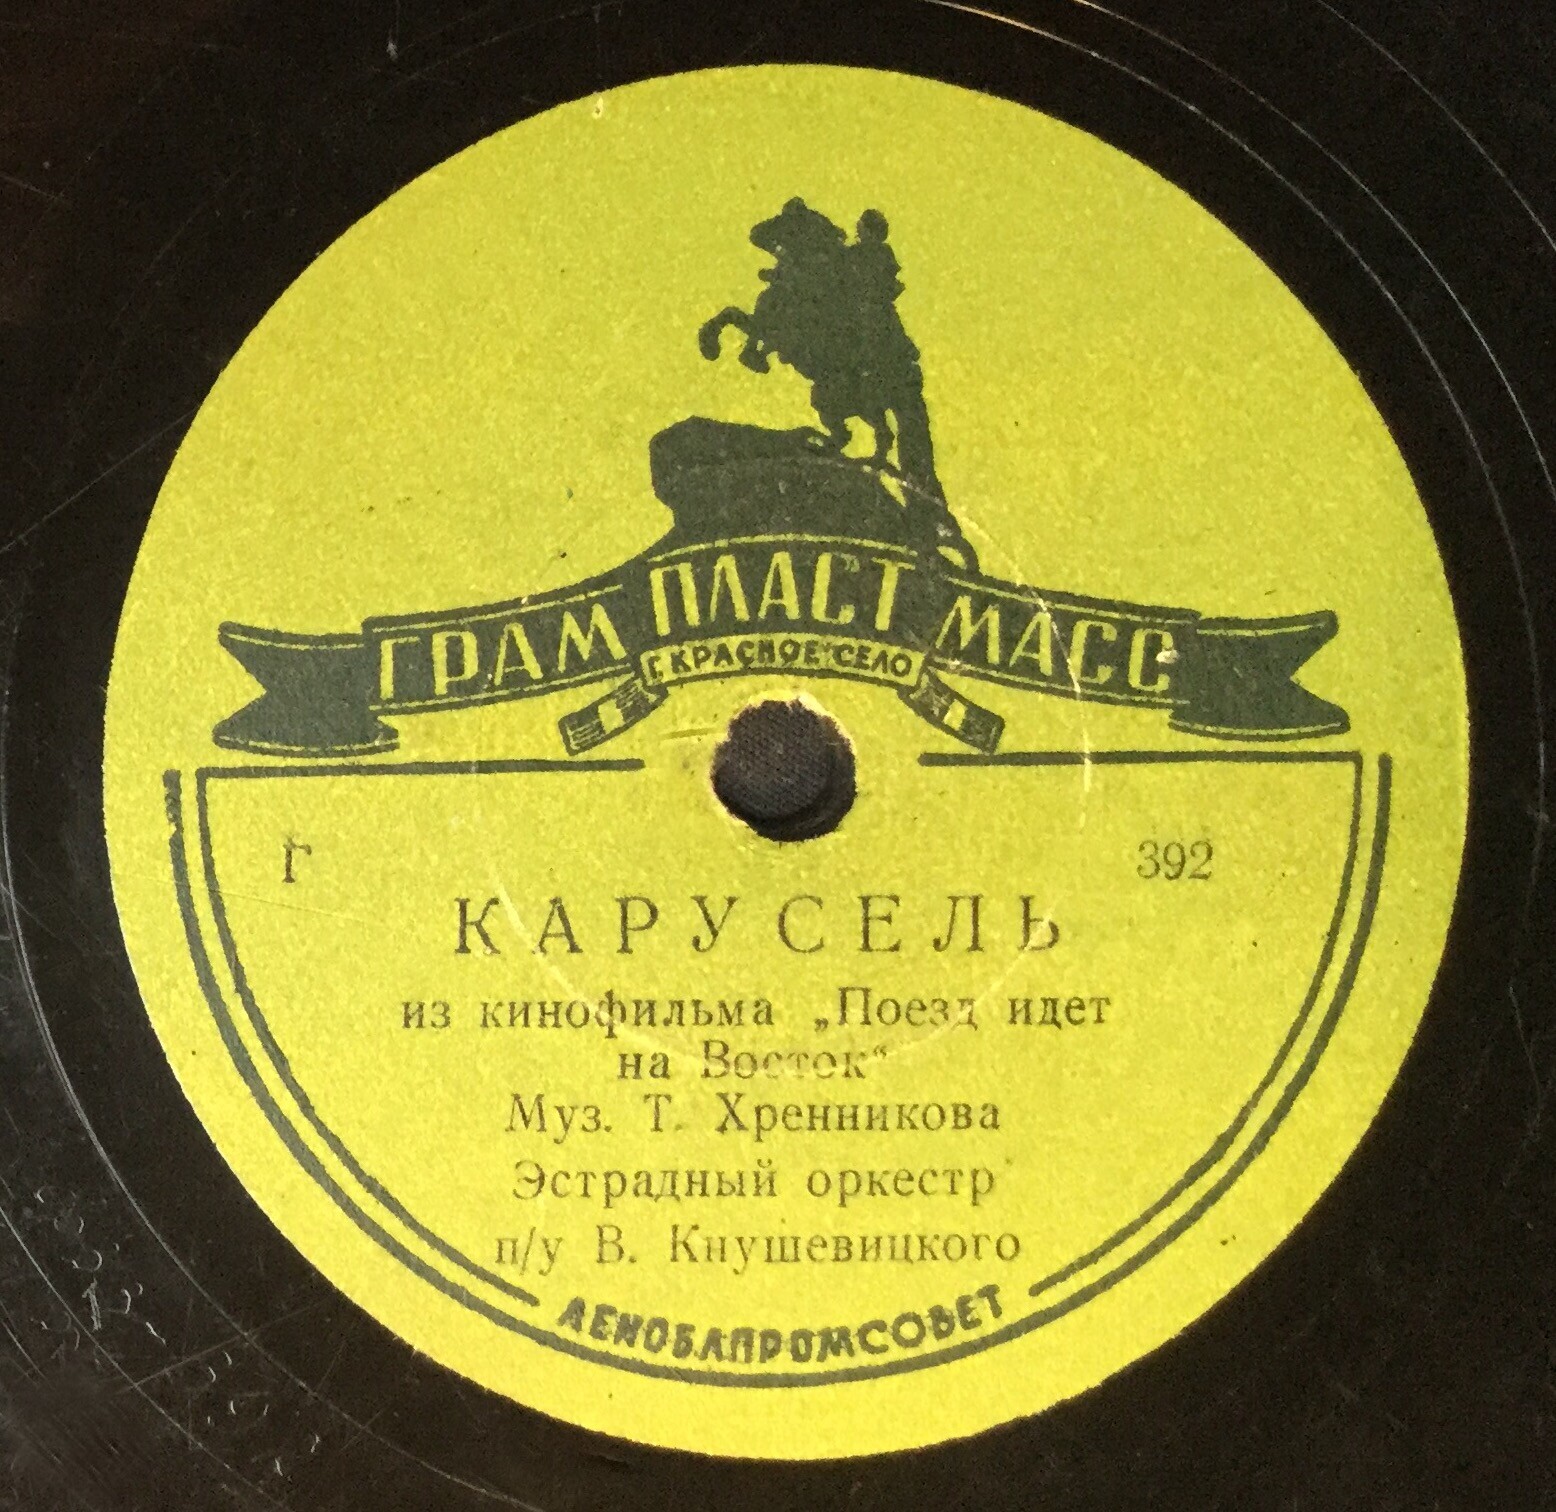 ГРАМ ПЛАСТ МАСС
Г. КРАСНОЕ СЕЛО
Г 392
КАРУСЕЛЬ
из кинофильма „Поезд идет
на Восток“
Муз. Т. Хренникова
Эстрадный оркестр
п/у В. Кнушевицкого
ЛЕНОБЛПРОМСОВЕТ